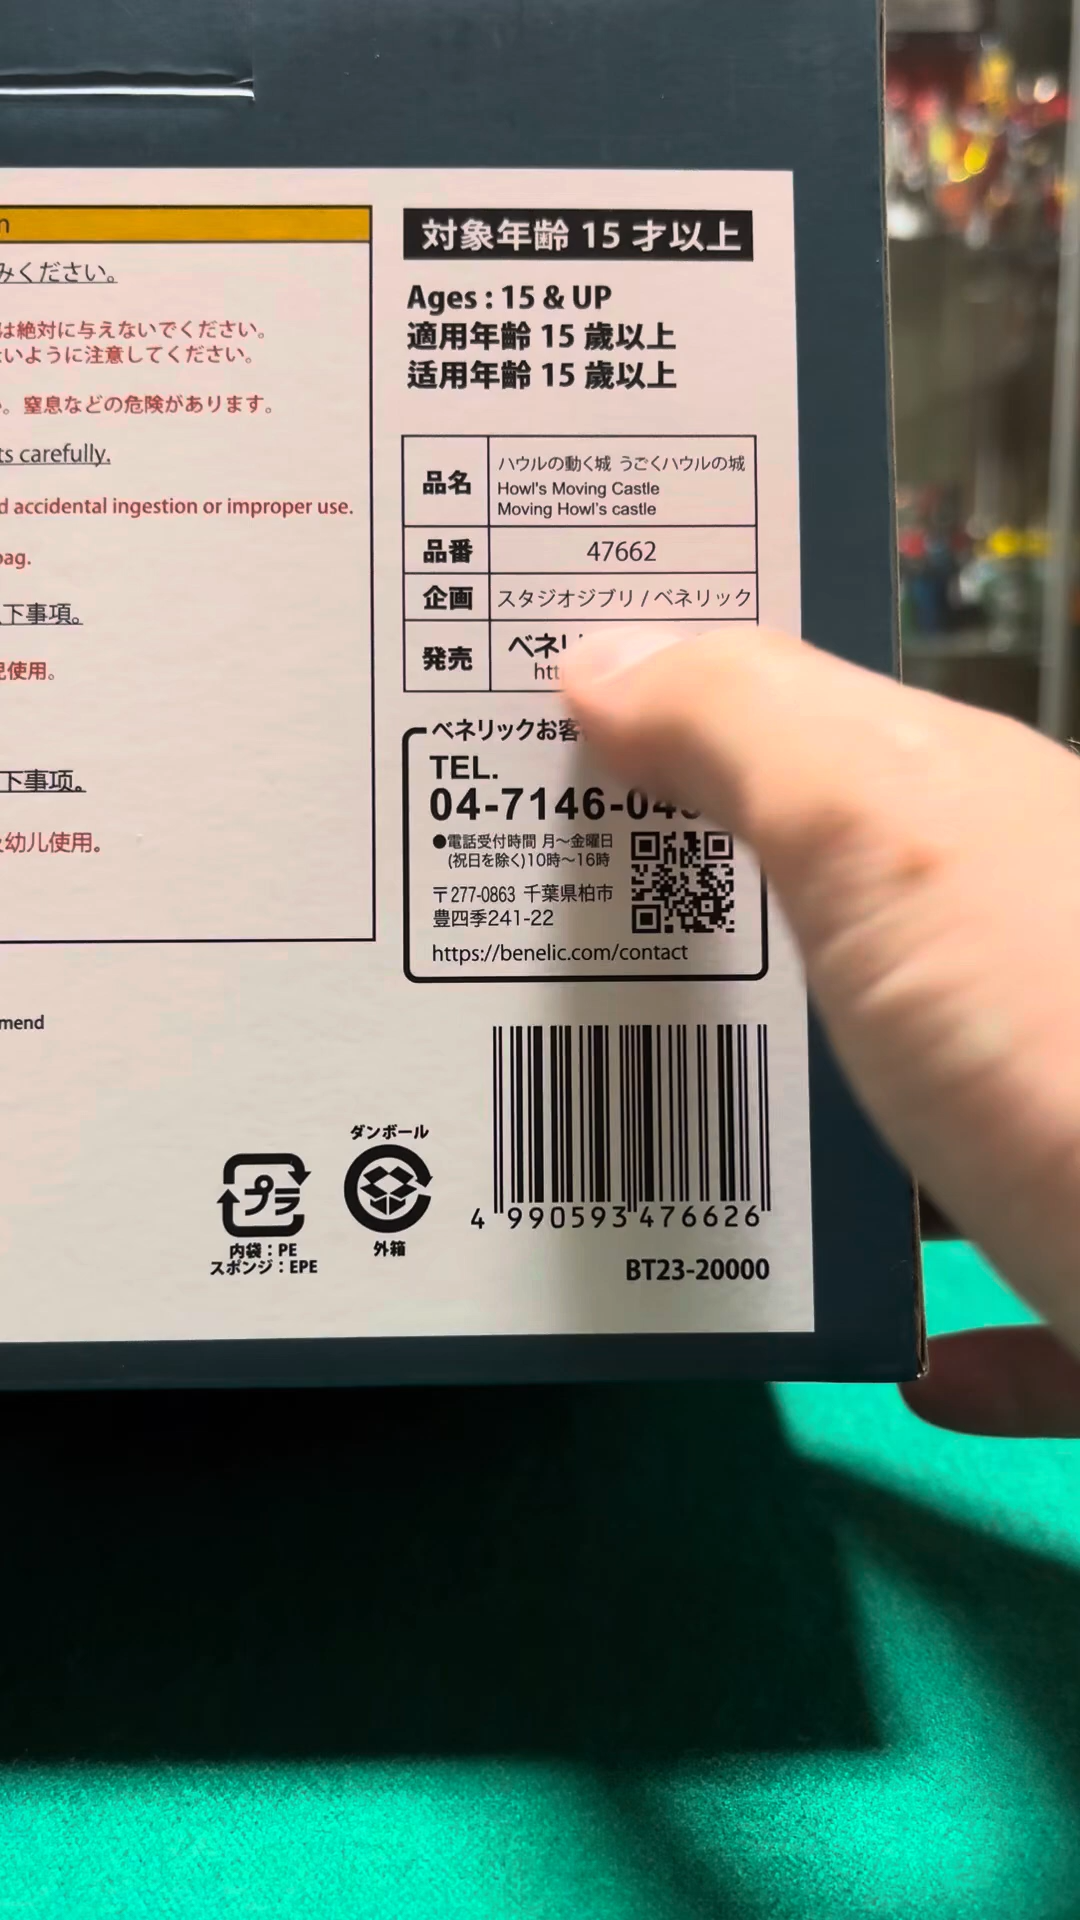 みください。
は絶対に与えないでください。
ように注意してください。
。窒息などの危険があります。
carefully.
accidental ingestion or improper use.
下事項。
使用。
下事项。
幼儿使用。
対象年齢 15 才以上
Ages : 15 & UP
適用年齡 15 歲以上
适用年齢 15 歲以上
品名
ハウルの動く城 うごくハウルの城
Howl's Moving Castle
Moving Howl's castle
品番
47662
企画
スタジオジブリ / ベネリック
発売
ベネリ
htt
ベネリックお客
TEL.
04-7146-04
●電話受付時間 月〜金曜日
(祝日を除く)10時〜16時
〒277-0863 千葉県柏市
豊四季241-22
https://benelic.com/contact
プラ
内袋：PE
スポンジ：EPE
ダンボール
外箱
4 990593 476626
BT23-20000